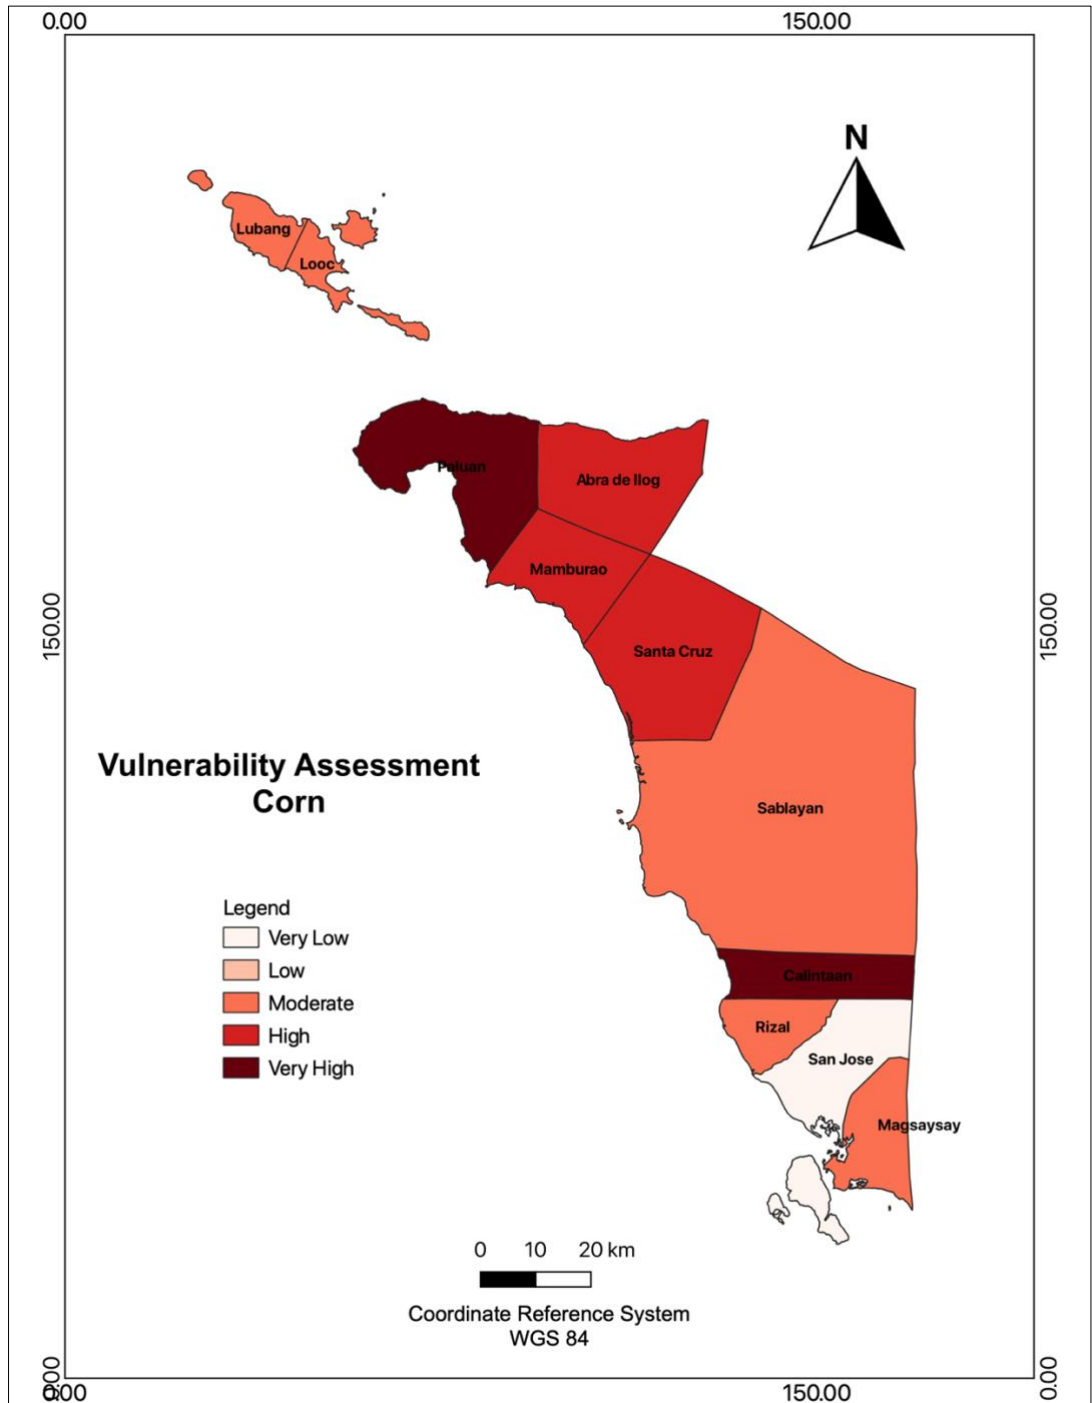 0.00
150.00
N
Lubang
Looc
Paluan
Abra de Ilog
Mamburao
150.00
150.00
Santa Cruz
Vulnerability Assessment
Corn
Sablayan
Legend
Very Low
Low
Moderate
High
Very High
Calintaan
Rizal
San Jose
Magsaysay
0 10 20 km
Coordinate Reference System
WGS 84
0.00
0.00
0.00
150.00